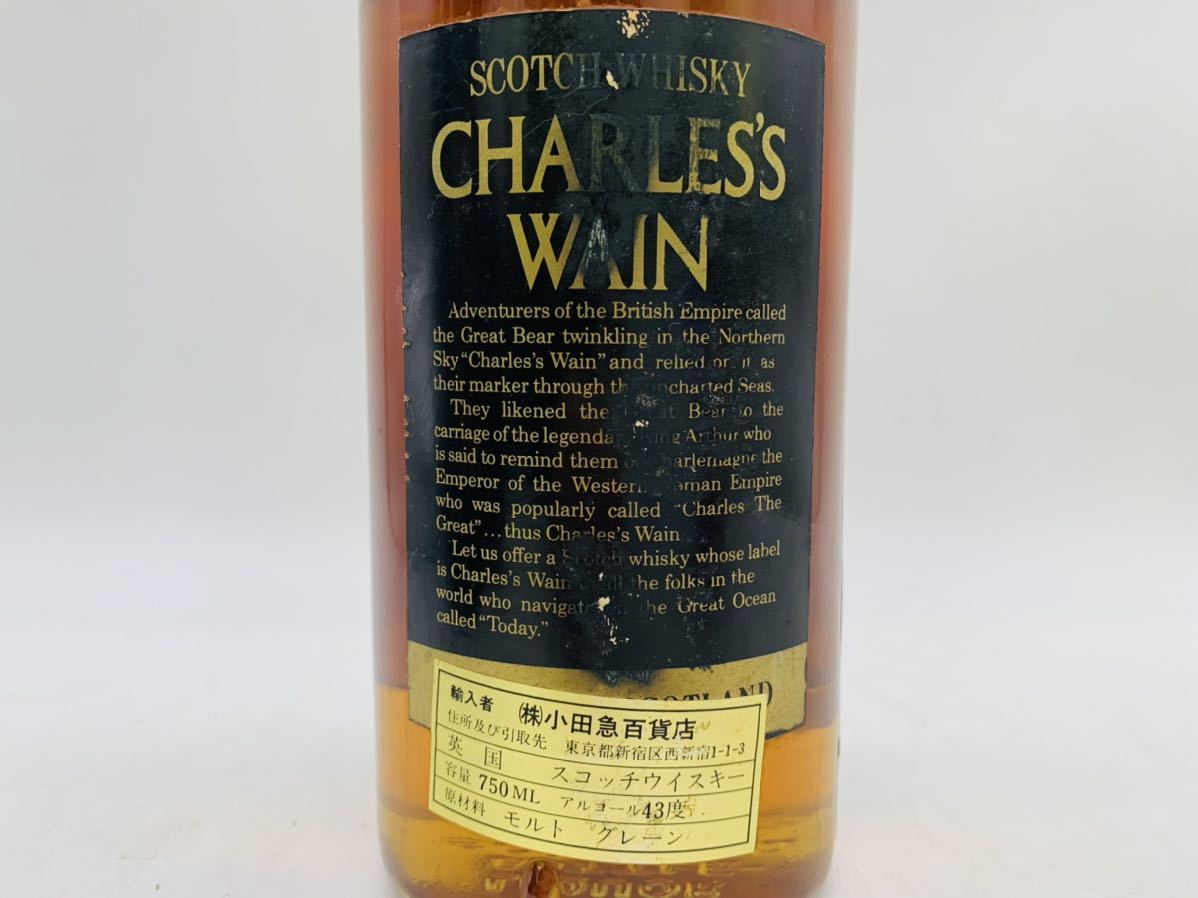 SCOTCH WHISKY
CHARLES'S
WAIN
Adventurers of the British Empire called
the Great Bear twinkling in the Northern
Sky "Charles's Wain" and relied on it as
their marker through the uncharted Seas.
They likened the Great Bear to the
carriage of the legendary King Arthur who
is said to remind them of Charlemagne the
Emperor of the Western Roman Empire
who was popularly called "Charles The
Great"...thus Charles's Wain
Let us offer a Scotch whisky whose label
is Charles's Wain to all the folks in the
world who navigate on the Great Ocean
called "Today."
SCOTLAND
輸入者 ㈱小田急百貨店
住所及び引取先 東京都新宿区西新宿1-1-3
英国 スコッチウイスキー
容量 750ML アルコール43度
原材料 モルト グレーン